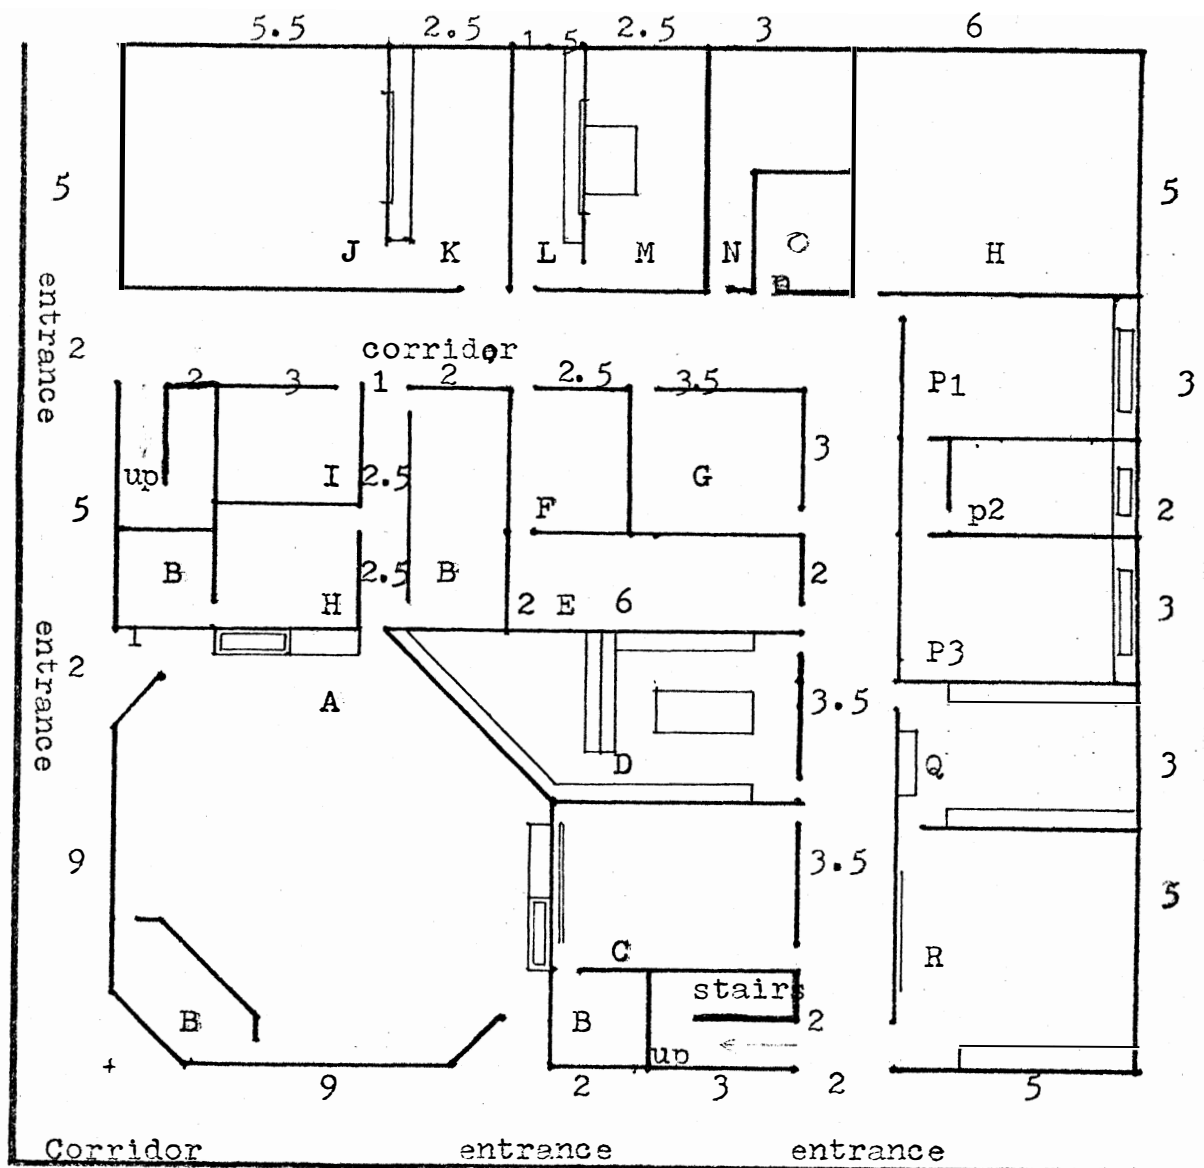 5.5 2.5 1.5 2.5 3 6
5 5
J K L M N O H
entrance
2 corridor
2 3 1 2 2.5 3.5
P1 3
3
up I 2.5 G
5 F p2 2
B 2.5 B 2
H 2 E 6 3
entrance
1
2 P3
A 3.5
D Q 3
9 3.5
5
C R
stairs
B B 2
up
+ 9 2 3 2 5
Corridor entrance entrance